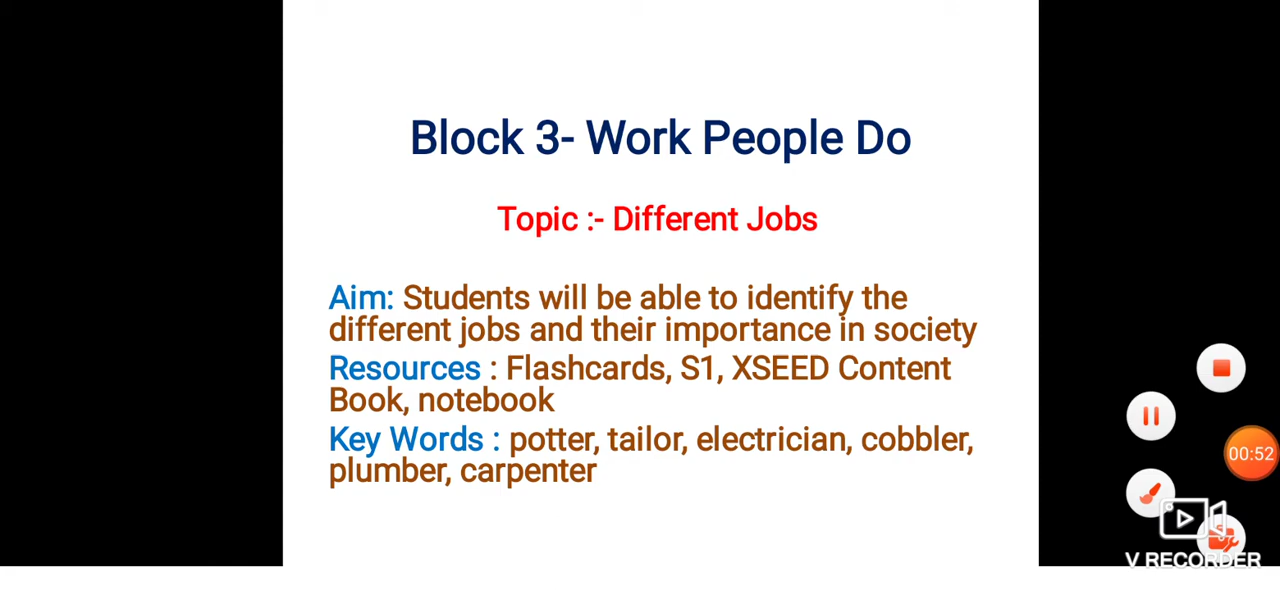 Block 3- Work People Do
Topic :- Different Jobs
Aim: Students will be able to identify the
different jobs and their importance in society
Resources : Flashcards, S1, XSEED Content
Book, notebook
Key Words : potter, tailor, electrician, cobbler,
plumber, carpenter
00:52
V RECORDER